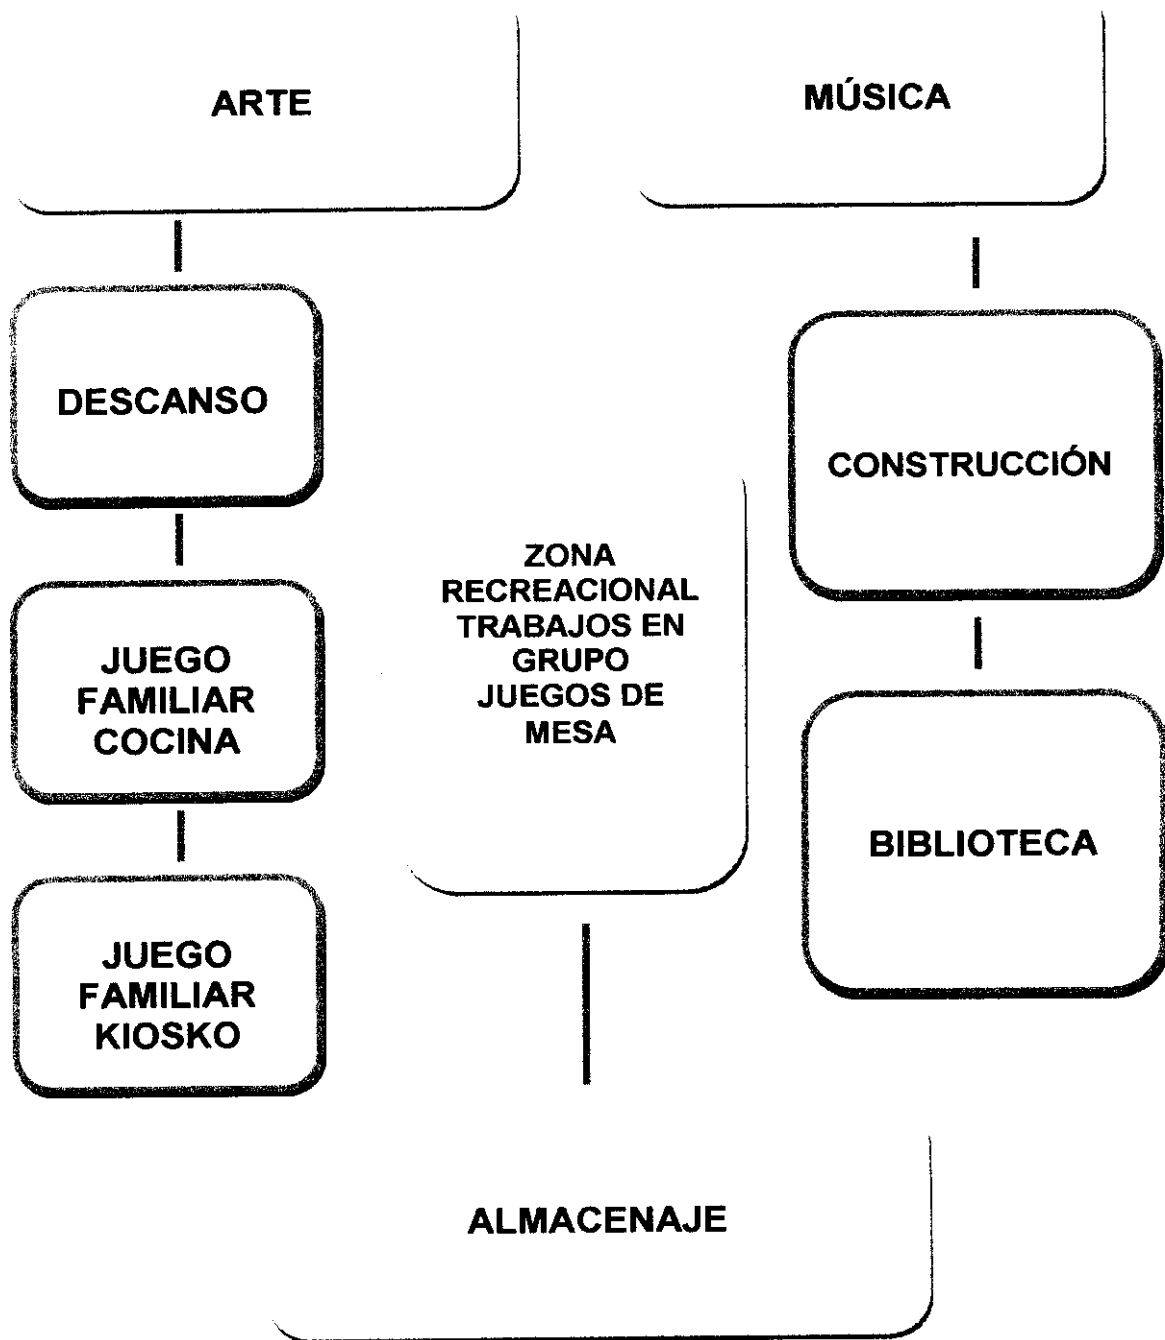 ARTE
MÚSICA
DESCANSO
CONSTRUCCIÓN
ZONA
RECREACIONAL
TRABAJOS EN
GRUPO
JUEGOS DE
MESA
JUEGO
FAMILIAR
COCINA
BIBLIOTECA
JUEGO
FAMILIAR
KIOSKO
ALMACENAJE